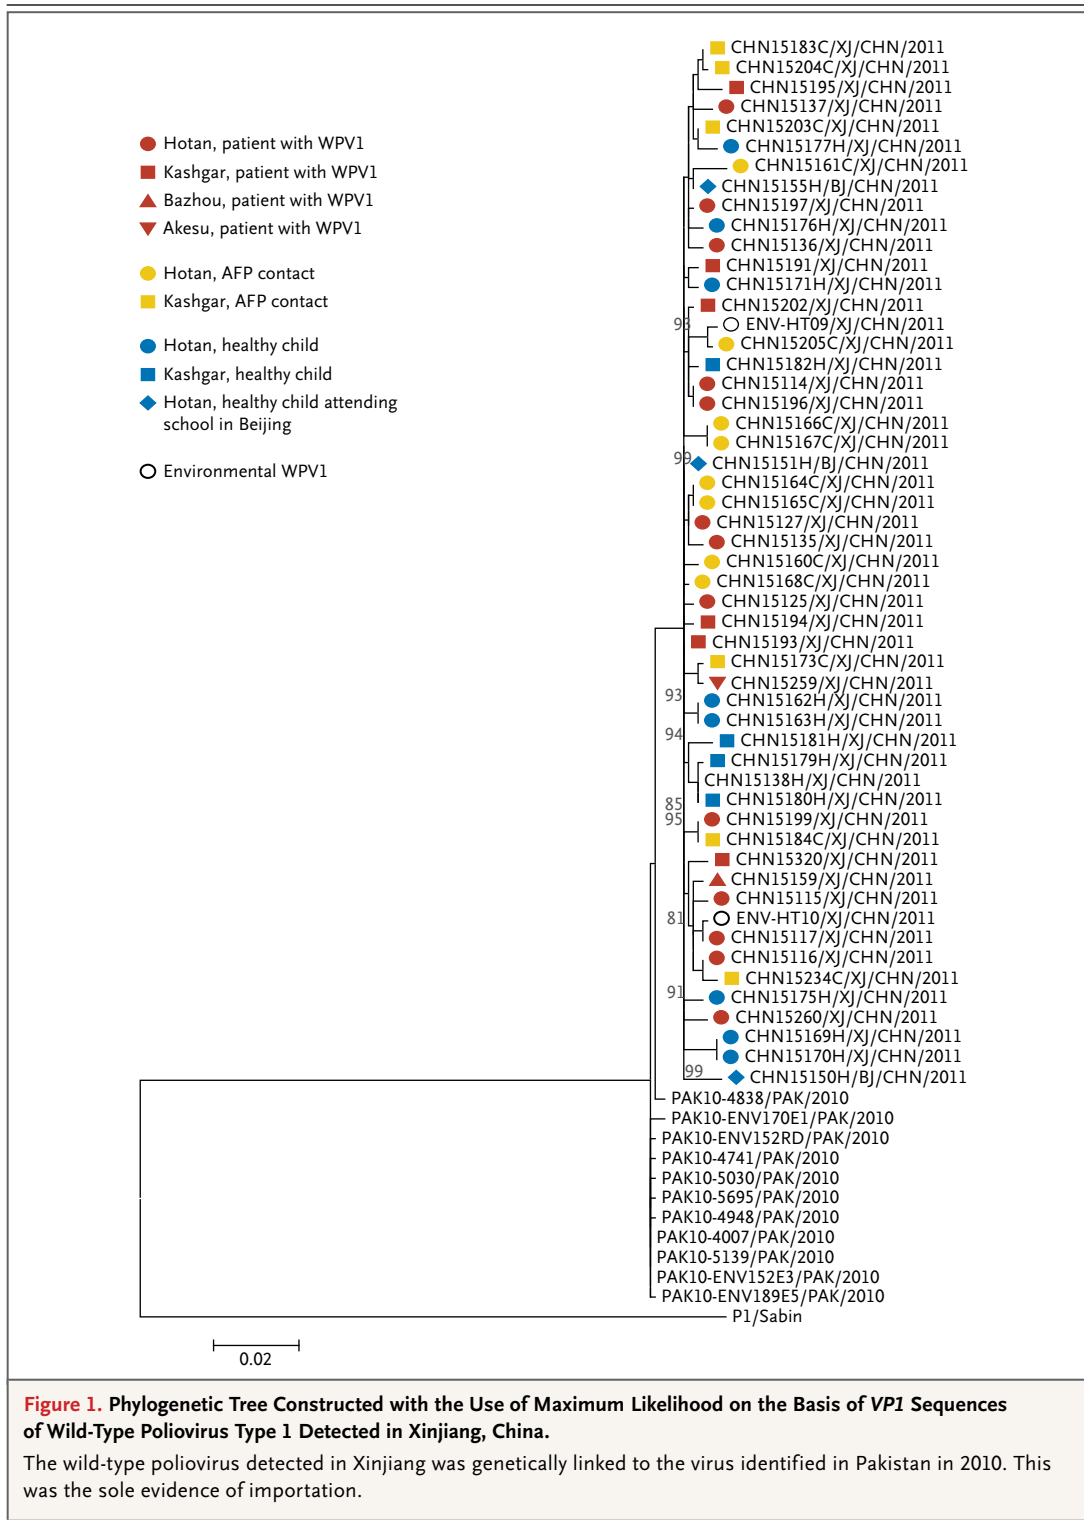 CHN15183C/XJ/CHN/2011
CHN15204C/XJ/CHN/2011
CHN15195/XJ/CHN/2011
CHN15137/XJ/CHN/2011
CHN15203C/XJ/CHN/2011
CHN15177H/XJ/CHN/2011
CHN15161C/XJ/CHN/2011
CHN15155H/BJ/CHN/2011
CHN15197/XJ/CHN/2011
CHN15176H/XJ/CHN/2011
CHN15136/XJ/CHN/2011
CHN15191/XJ/CHN/2011
CHN15171H/XJ/CHN/2011
CHN15202/XJ/CHN/2011
93
ENV-HT09/XJ/CHN/2011
CHN15205C/XJ/CHN/2011
CHN15182H/XJ/CHN/2011
CHN15114/XJ/CHN/2011
CHN15196/XJ/CHN/2011
CHN15166C/XJ/CHN/2011
CHN15167C/XJ/CHN/2011
99
CHN15151H/BJ/CHN/2011
CHN15164C/XJ/CHN/2011
CHN15165C/XJ/CHN/2011
CHN15127/XJ/CHN/2011
CHN15135/XJ/CHN/2011
CHN15160C/XJ/CHN/2011
CHN15168C/XJ/CHN/2011
CHN15125/XJ/CHN/2011
CHN15194/XJ/CHN/2011
CHN15193/XJ/CHN/2011
CHN15173C/XJ/CHN/2011
CHN15259/XJ/CHN/2011
93
CHN15162H/XJ/CHN/2011
CHN15163H/XJ/CHN/2011
94
CHN15181H/XJ/CHN/2011
CHN15179H/XJ/CHN/2011
CHN15138H/XJ/CHN/2011
85
CHN15180H/XJ/CHN/2011
95
CHN15199/XJ/CHN/2011
CHN15184C/XJ/CHN/2011
CHN15320/XJ/CHN/2011
CHN15159/XJ/CHN/2011
CHN15115/XJ/CHN/2011
81
ENV-HT10/XJ/CHN/2011
CHN15117/XJ/CHN/2011
CHN15116/XJ/CHN/2011
CHN15234C/XJ/CHN/2011
91
CHN15175H/XJ/CHN/2011
CHN15260/XJ/CHN/2011
CHN15169H/XJ/CHN/2011
CHN15170H/XJ/CHN/2011
99
CHN15150H/BJ/CHN/2011
PAK10-4838/PAK/2010
PAK10-ENV170E1/PAK/2010
PAK10-ENV152RD/PAK/2010
PAK10-4741/PAK/2010
PAK10-5030/PAK/2010
PAK10-5695/PAK/2010
PAK10-4948/PAK/2010
PAK10-4007/PAK/2010
PAK10-5139/PAK/2010
PAK10-ENV152E3/PAK/2010
PAK10-ENV189E5/PAK/2010
P1/Sabin
Hotan, patient with WPV1
Kashgar, patient with WPV1
Bazhou, patient with WPV1
Akesu, patient with WPV1
Hotan, AFP contact
Kashgar, AFP contact
Hotan, healthy child
Kashgar, healthy child
Hotan, healthy child attending
school in Beijing
Environmental WPV1
0.02
Figure 1. Phylogenetic Tree Constructed with the Use of Maximum Likelihood on the Basis of VP1 Sequences
of Wild-Type Poliovirus Type 1 Detected in Xinjiang, China.
The wild-type poliovirus detected in Xinjiang was genetically linked to the virus identified in Pakistan in 2010. This
was the sole evidence of importation.